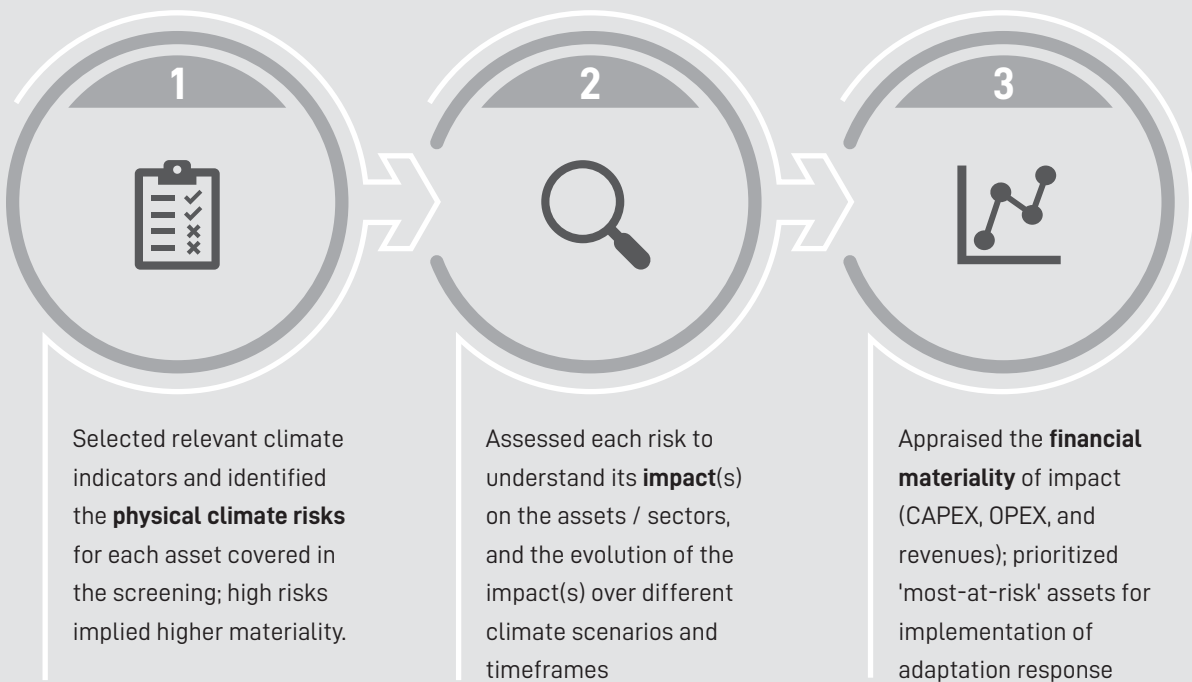 1
Selected relevant climate
indicators and identified
the physical climate risks
for each asset covered in
the screening; high risks
implied higher materiality.
2
Assessed each risk to
understand its impact(s)
on the assets / sectors,
and the evolution of the
impact(s) over different
climate scenarios and
timeframes
3
Appraised the financial
materiality of impact
(CAPEX, OPEX, and
revenues); prioritized
'most-at-risk' assets for
implementation of
adaptation response